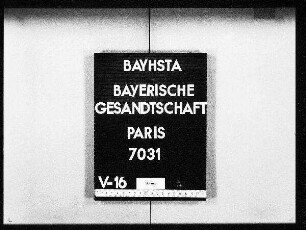 BAYHSTA
BAYERISCHE
GESANDTSCHAFT
PARIS
7031
V-16